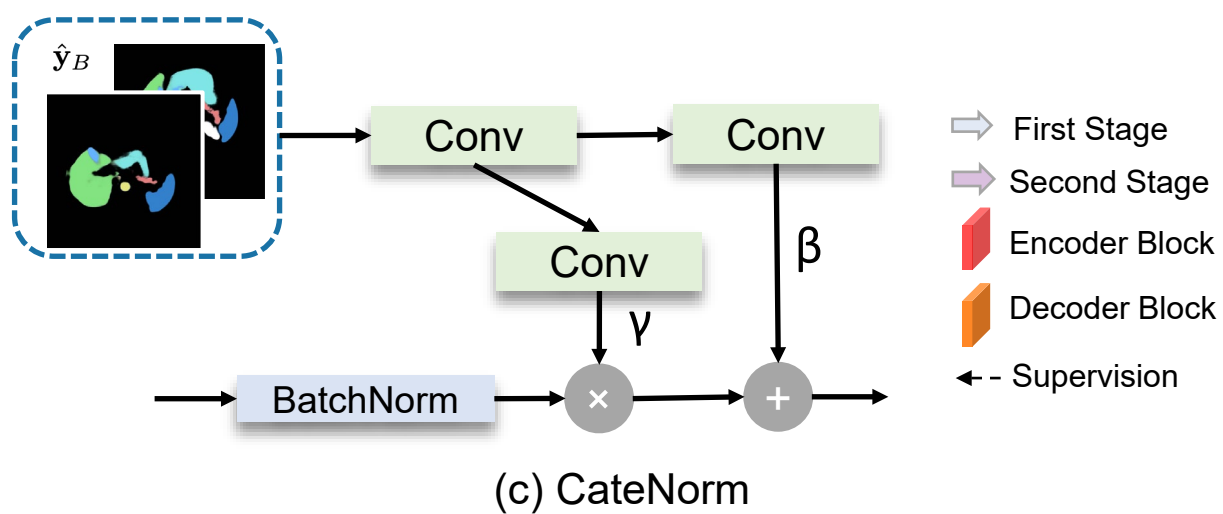 ŷ_B
Conv
Conv
Conv
β
γ
BatchNorm
×
+
First Stage
Second Stage
Encoder Block
Decoder Block
Supervision
(c) CateNorm